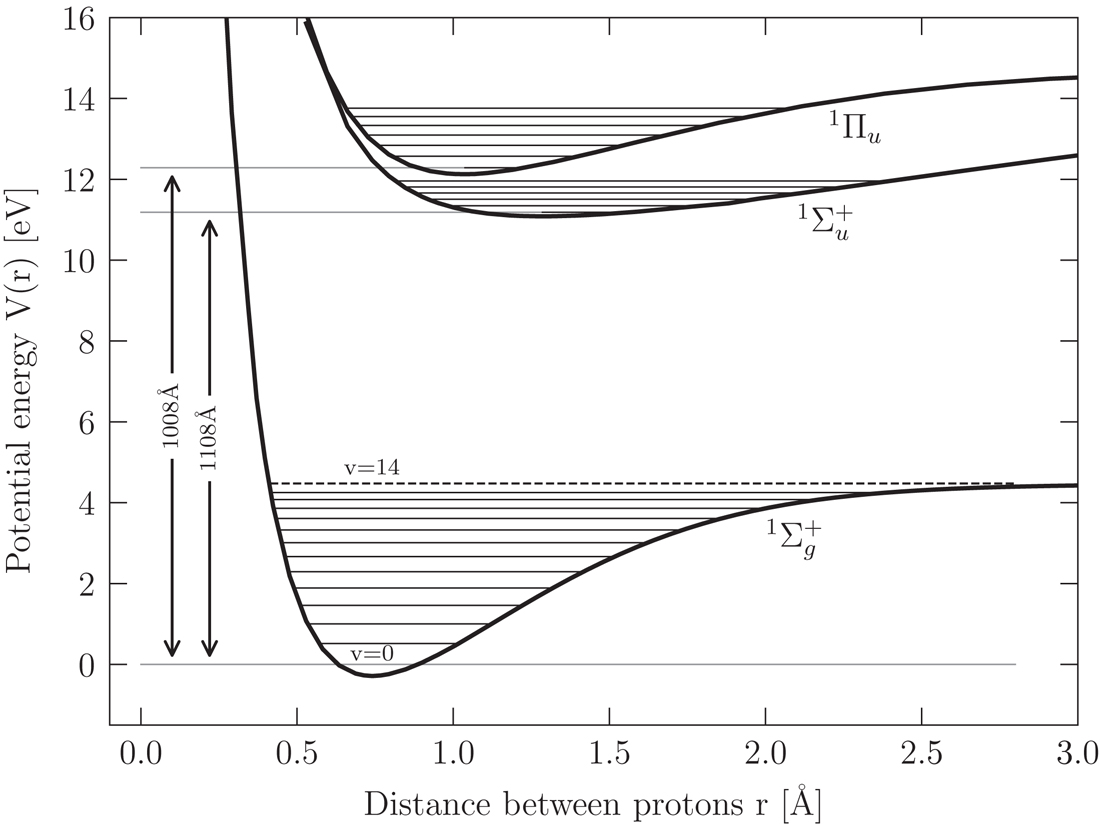 16
14
12
10
8
6
4
2
0
Potential energy V(r) [eV]
1008Å
1108Å
¹Πᵤ
¹Σᵤ⁺
v=14
¹Σg⁺
v=0
0.0 0.5 1.0 1.5 2.0 2.5 3.0
Distance between protons r [Å]